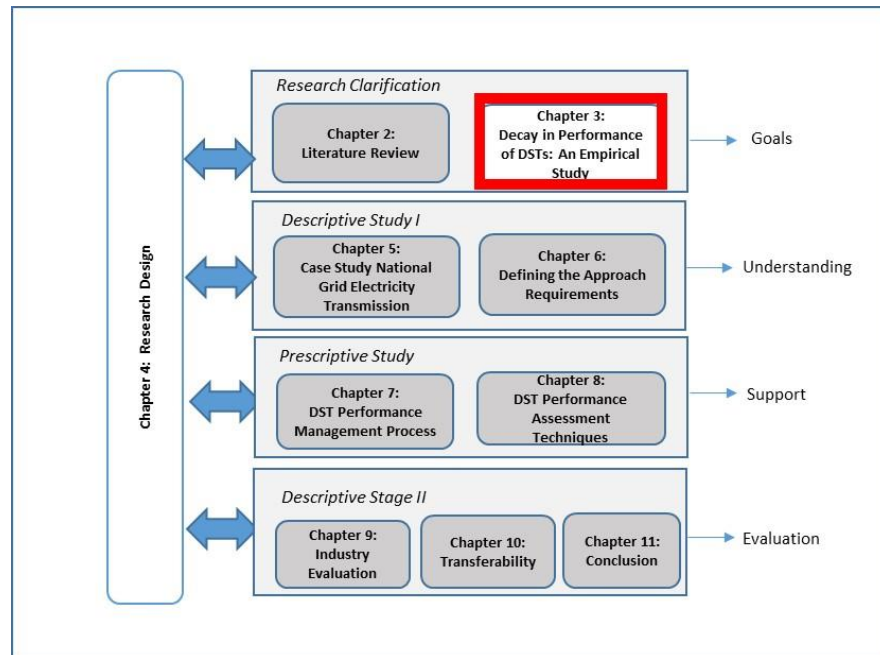 Chapter 4: Research Design
Research Clarification
Chapter 2:
Literature Review
Chapter 3:
Decay in Performance
of DSTs: An Empirical
Study
Goals
Descriptive Study I
Chapter 5:
Case Study National
Grid Electricity
Transmission
Chapter 6:
Defining the Approach
Requirements
Understanding
Prescriptive Study
Chapter 7:
DST Performance
Management Process
Chapter 8:
DST Performance
Assessment
Techniques
Support
Descriptive Stage II
Chapter 9:
Industry
Evaluation
Chapter 10:
Transferability
Chapter 11:
Conclusion
Evaluation